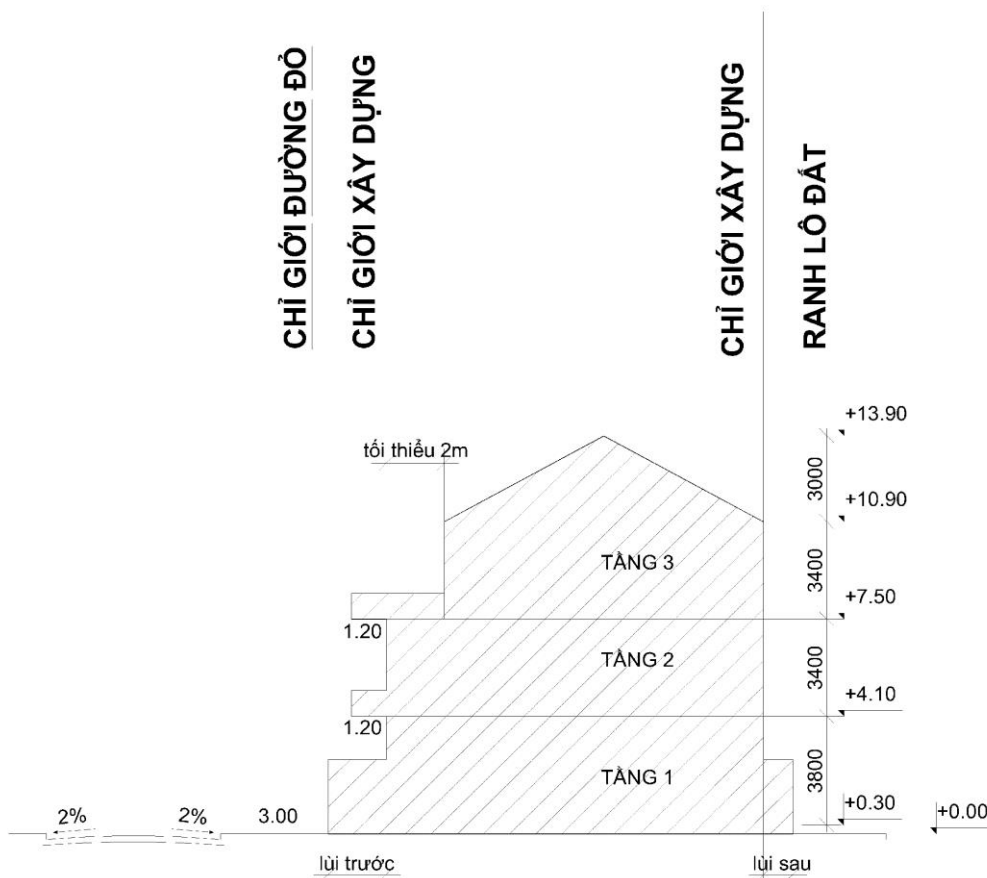 CHỈ GIỚI ĐƯỜNG ĐỎ
CHỈ GIỚI XÂY DỰNG
CHỈ GIỚI XÂY DỰNG
RANH LÔ ĐẤT
+13.90
tối thiểu 2m
3000
+10.90
TẦNG 3
3400
+7.50
1.20
TẦNG 2
3400
+4.10
1.20
TẦNG 1
3800
+0.30
2%
2%
3.00
+0.00
lùi trước
lùi sau